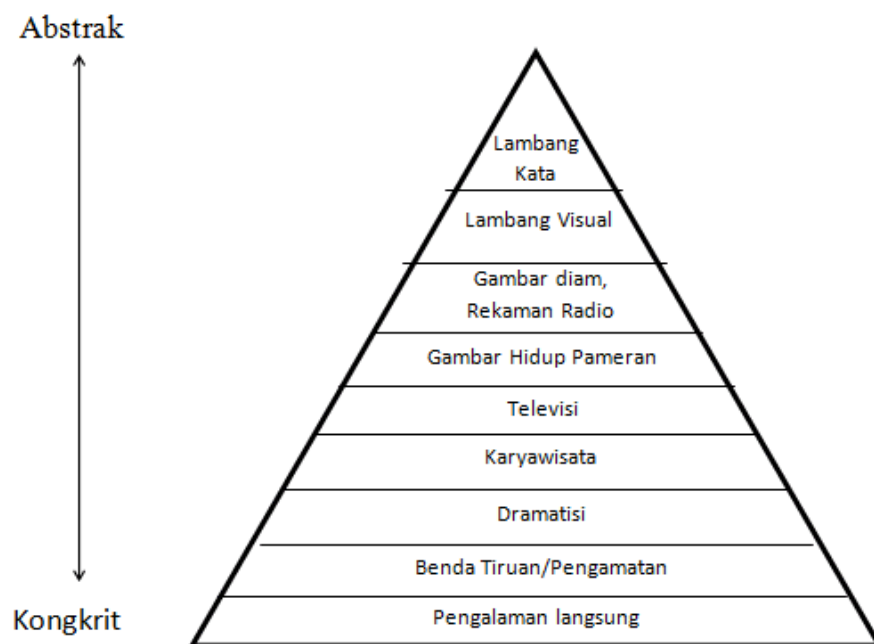 Abstrak
Lambang
Kata
Lambang Visual
Gambar diam,
Rekaman Radio
Gambar Hidup Pameran
Televisi
Karyawisata
Dramatisi
Benda Tiruan/Pengamatan
Pengalaman langsung
Kongkrit